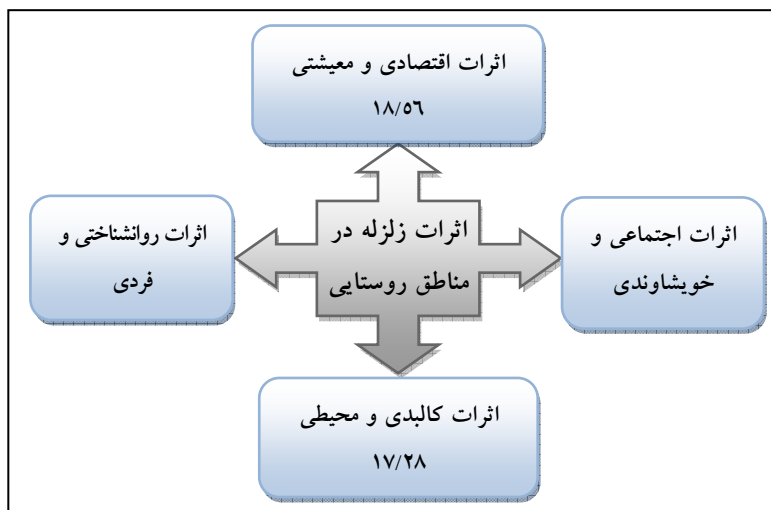 اثرات اقتصادی و معیشتی
۱۸/۵۶
اثرات اجتماعی و
خویشاوندی
اثرات زلزله در
مناطق روستایی
اثرات روانشناختی و
فردی
اثرات کالبدی و محیطی
۱۷/۲۸